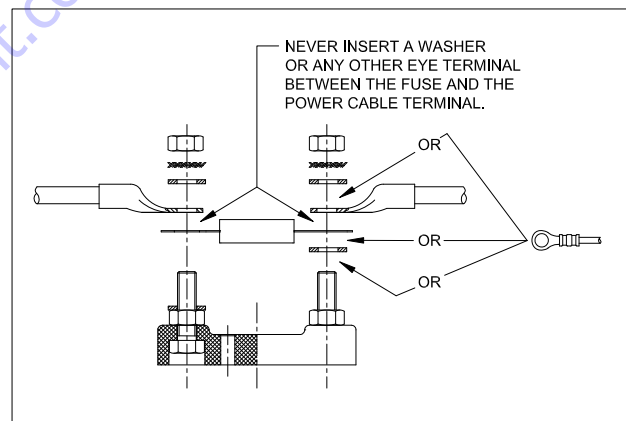 NEVER INSERT A WASHER
OR ANY OTHER EYE TERMINAL
BETWEEN THE FUSE AND THE
POWER CABLE TERMINAL.
OR
OR
OR